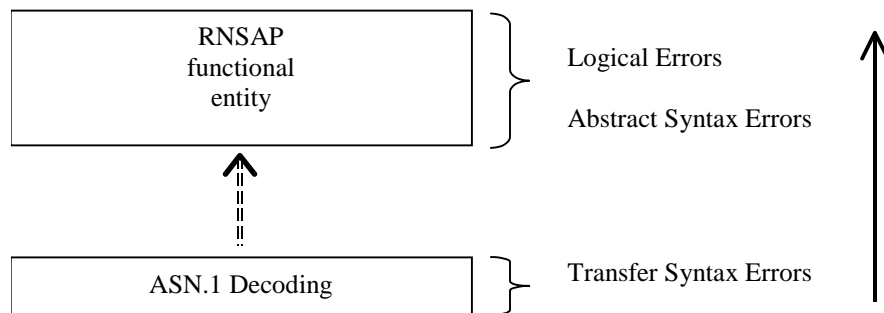 RNSAP
functional
entity
Logical Errors
Abstract Syntax Errors
ASN.1 Decoding
Transfer Syntax Errors